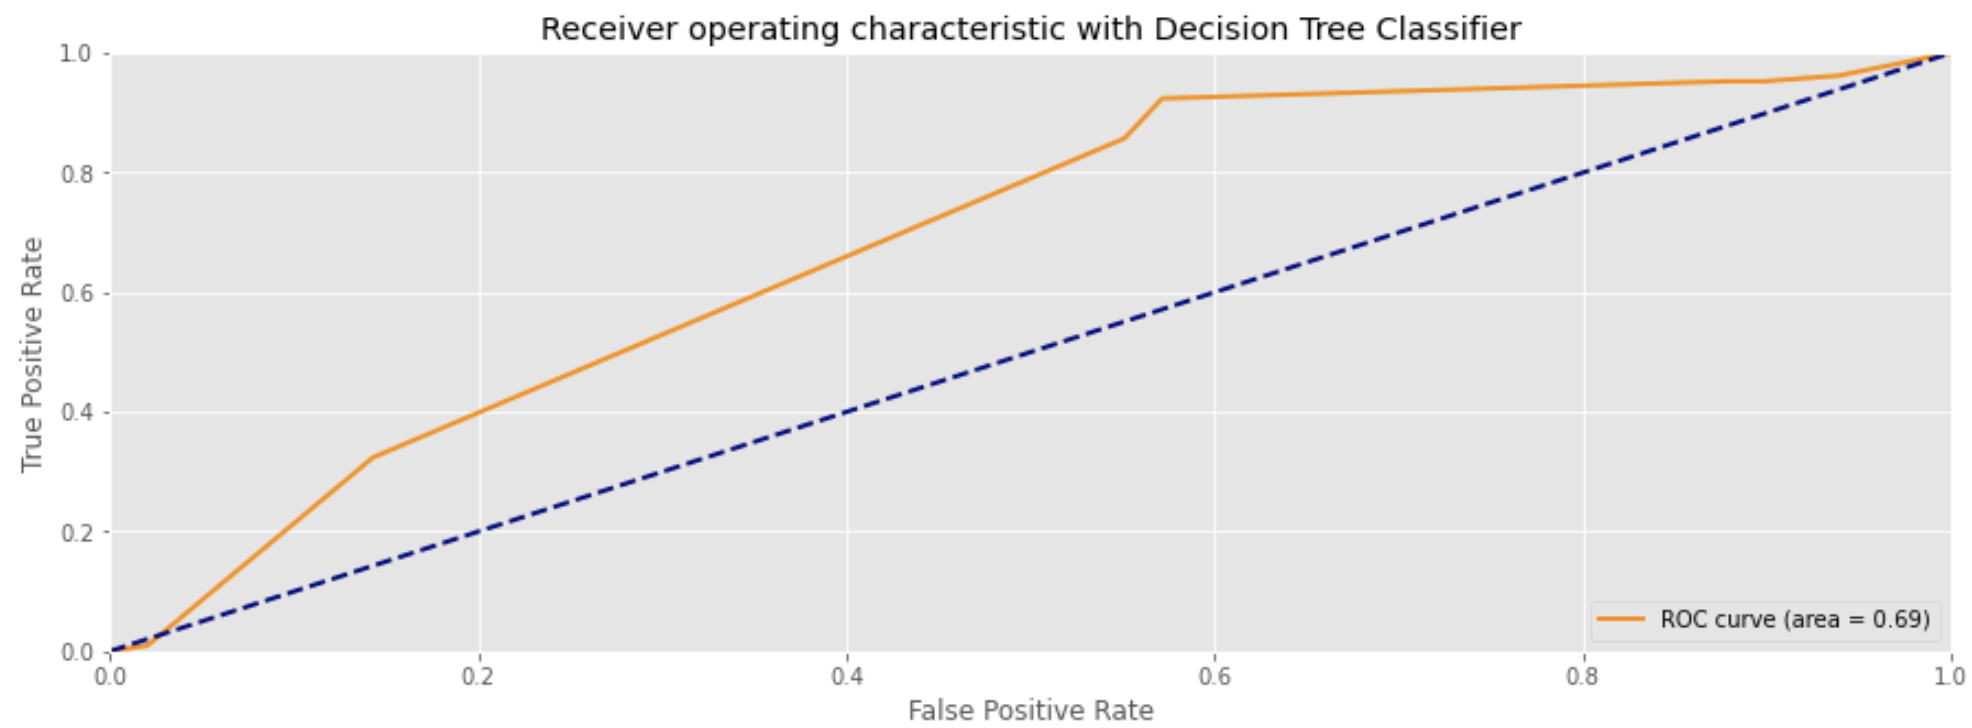 Receiver operating characteristic with Decision Tree Classifier
1.0
0.8
0.6
0.4
0.2
0.0
True Positive Rate
ROC curve (area = 0.69)
0.0 0.2 0.4 0.6 0.8 1.0
False Positive Rate